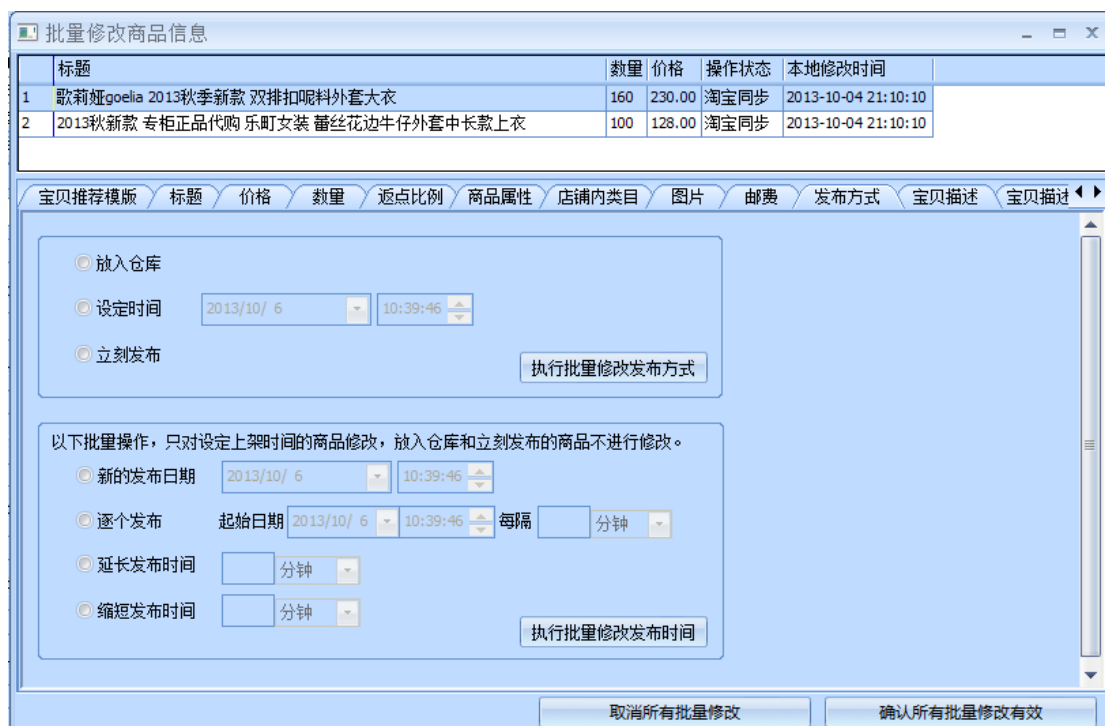 批量修改商品信息
标题 数量 价格 操作状态 本地修改时间
1 歌莉娅goelia 2013秋季新款 双排扣呢料外套大衣 160 230.00 淘宝同步 2013-10-04 21:10:10
2 2013秋新款 专柜正品代购 乐町女装 蕾丝花边牛仔外套中长款上衣 100 128.00 淘宝同步 2013-10-04 21:10:10
宝贝推荐模版 标题 价格 数量 返点比例 商品属性 店铺内类目 图片 邮费 发布方式 宝贝描述 宝贝描述
放入仓库
设定时间 2013/10/ 6 10:39:46
立刻发布
执行批量修改发布方式
以下批量操作，只对设定上架时间的商品修改，放入仓库和立刻发布的商品不进行修改。
新的发布日期 2013/10/ 6 10:39:46
逐个发布 起始日期 2013/10/ 6 10:39:46 每隔 分钟
延长发布时间 分钟
缩短发布时间 分钟
执行批量修改发布时间
取消所有批量修改 确认所有批量修改有效